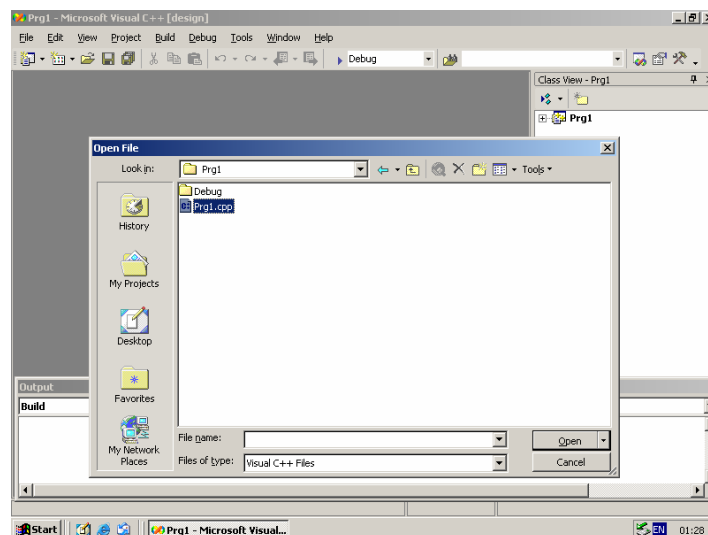 Prg1 - Microsoft Visual C++ [design]
File Edit View Project Build Debug Tools Window Help
Debug
Class View - Prg1
Prg1
Open File
Look in:
Prg1
Tools
Debug
Prg1.cpp
History
My Projects
Desktop
Favorites
My Network
Places
File name:
Open
Files of type:
Visual C++ Files
Cancel
Output
Build
Start
Prg1 - Microsoft Visual...
EN
01:28